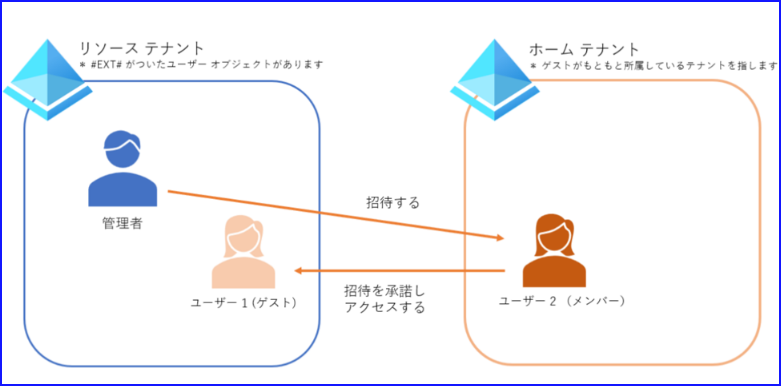 リソース テナント
＊ #EXT# がついたユーザー オブジェクトがあります
ホーム テナント
＊ ゲストがもともと所属しているテナントを指します
管理者
招待する
ユーザー 1 (ゲスト)
招待を承諾し
アクセスする
ユーザー 2 （メンバー）